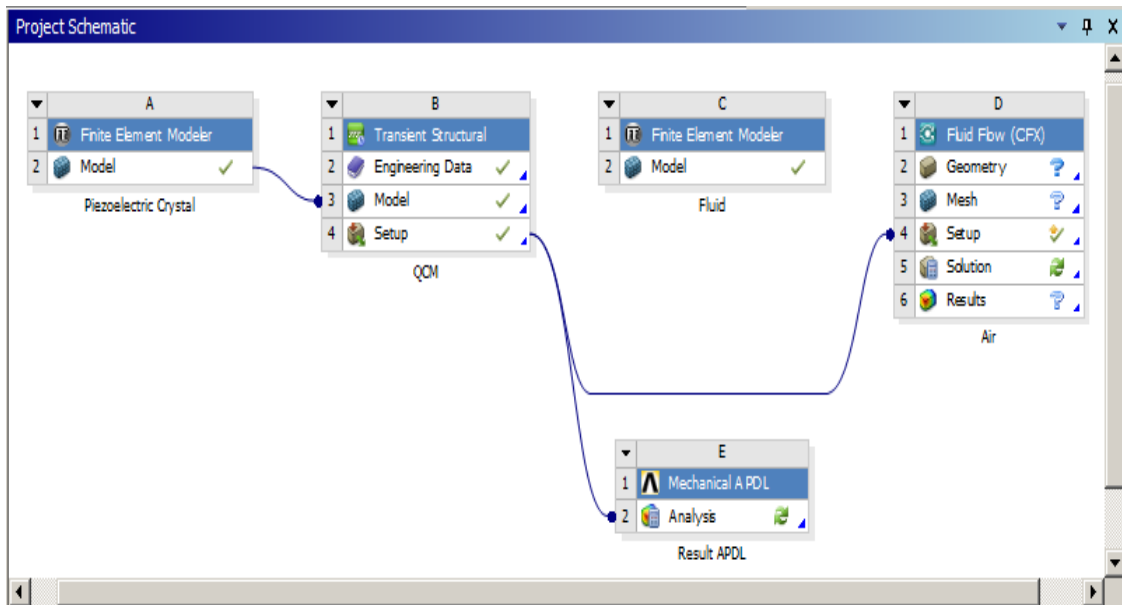 Project Schematic
A
1 Finite Element Modeler
2 Model
Piezoelectric Crystal
B
1 Transient Structural
2 Engineering Data
3 Model
4 Setup
QCM
C
1 Finite Element Modeler
2 Model
Fluid
D
1 Fluid Flow (CFX)
2 Geometry ?
3 Mesh ?
4 Setup
5 Solution
6 Results ?
Air
E
1 Mechanical APDL
2 Analysis
Result APDL